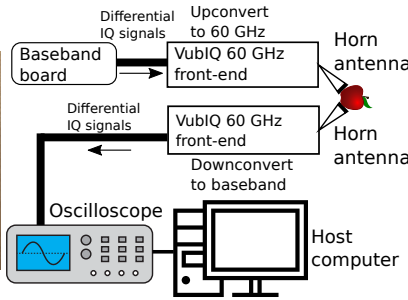 Differential
IQ signals
Upconvert
to 60 GHz
Baseband
board
VubIQ 60 GHz
front-end
Horn
antenna
Differential
IQ signals
VubIQ 60 GHz
front-end
Horn
antenna
Downconvert
to baseband
Oscilloscope
Host
computer